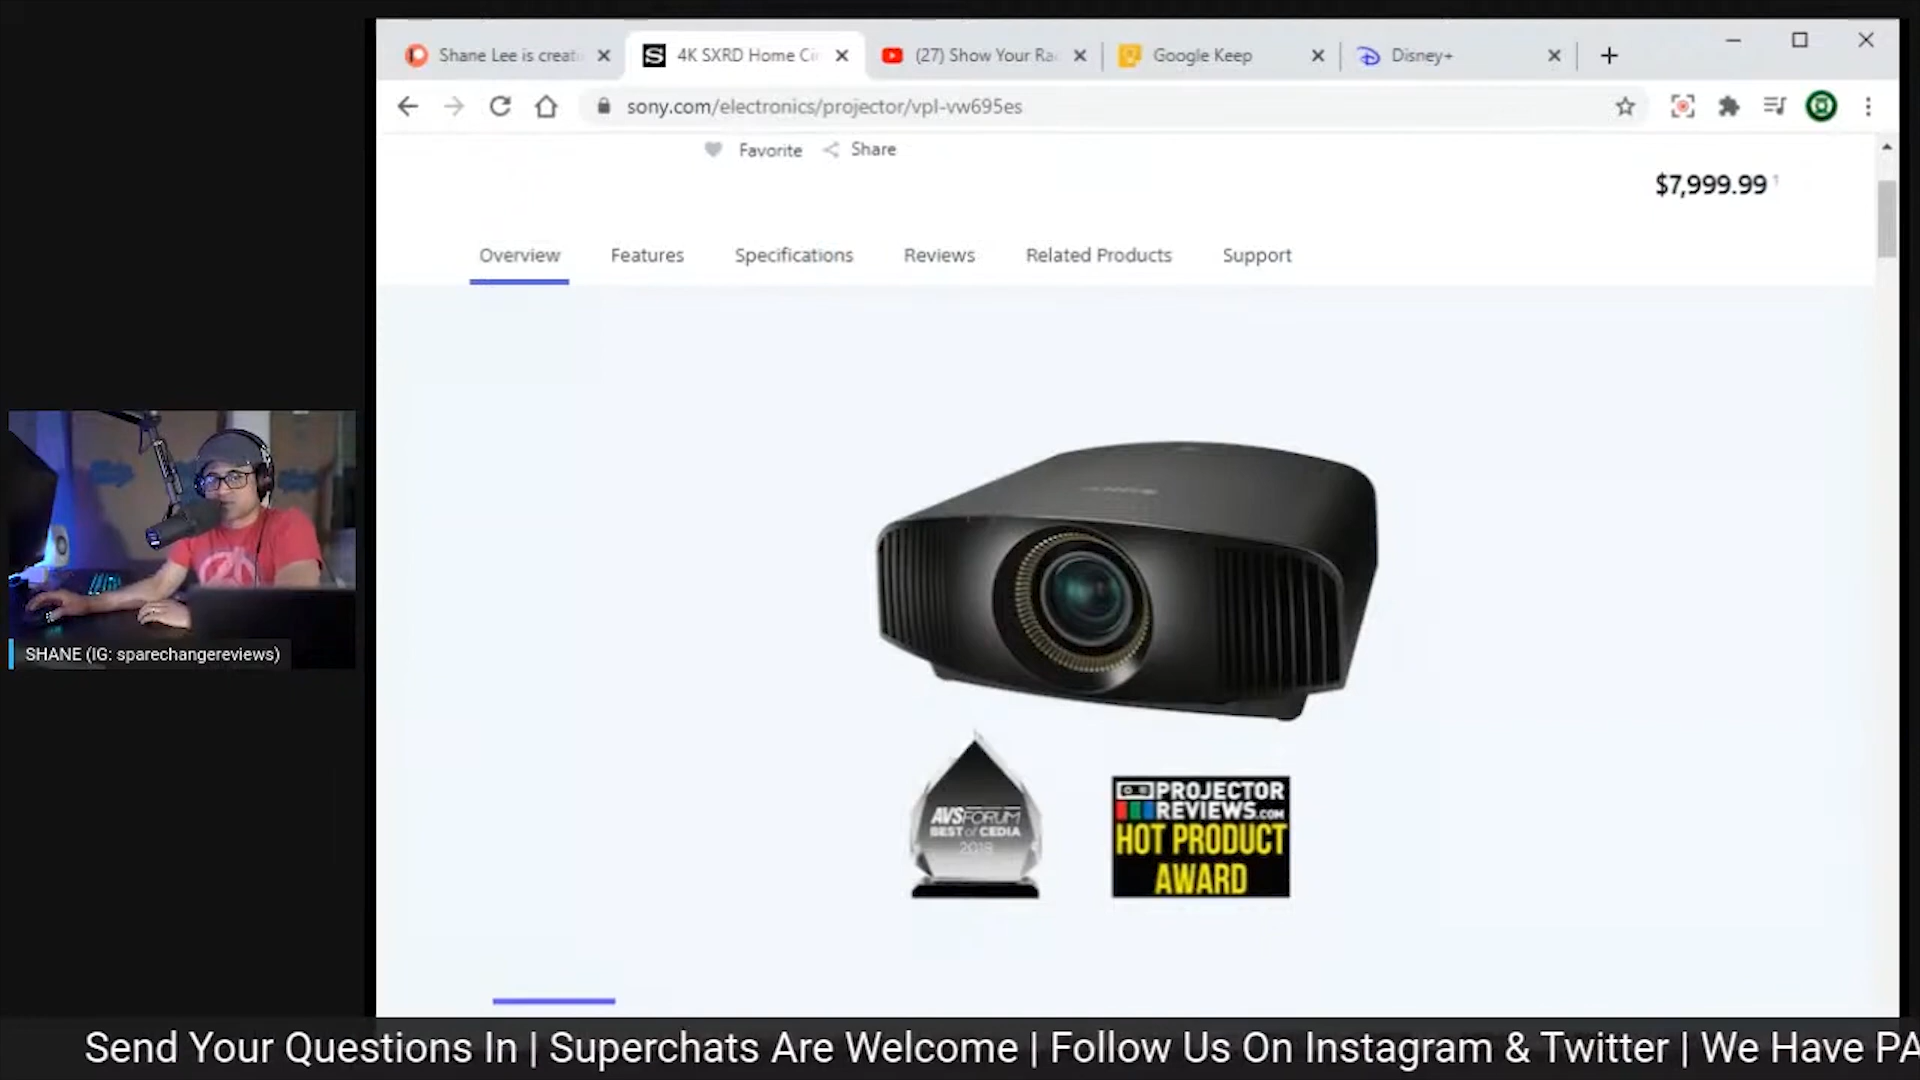 Shane Lee is creati
4K SXRD Home Ci
(27) Show Your Ra
Google Keep
Disney+
sony.com/electronics/projector/vpl-vw695es
Favorite
Share
$7,999.99 1
Overview
Features
Specifications
Reviews
Related Products
Support
AVSFORUM
BEST of CEDIA
2018
PROJECTOR
REVIEWS.COM
HOT PRODUCT
AWARD
SHANE (IG: sparechangereviews)
Send Your Questions In | Superchats Are Welcome | Follow Us On Instagram & Twitter | We Have PA